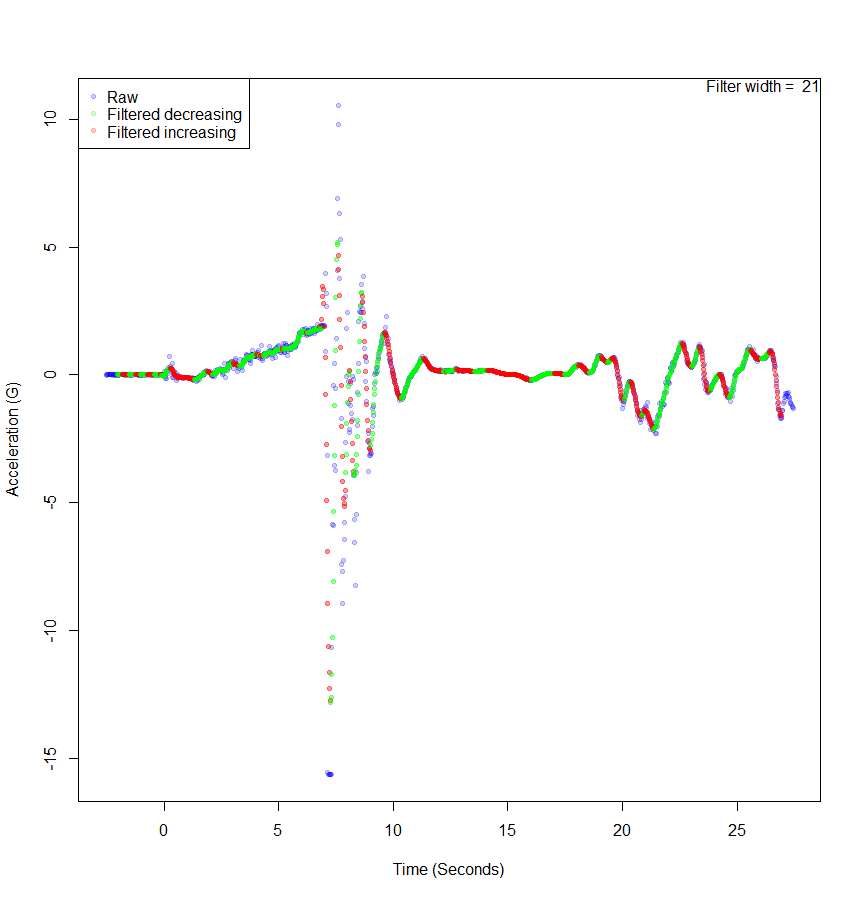 Filter width =  21
Raw
Filtered decreasing
Filtered increasing
10
5
0
-5
-10
-15
Acceleration (G)
0
5
10
15
20
25
Time (Seconds)